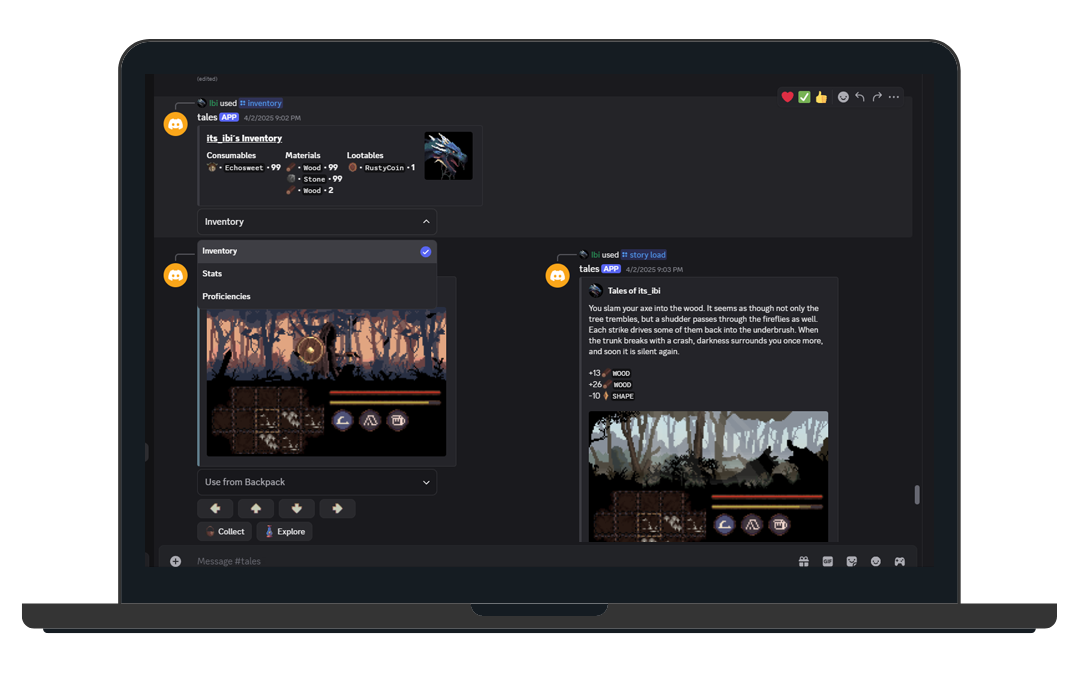 (edited)
Ibi used inventory
tales APP 4/2/2025 9:02 PM
its_ibi's Inventory
Consumables Materials Lootables
• Echosweet • 99 • Wood • 99 • RustyCoin • 1
• Stone • 99
• Wood • 2
Inventory
Inventory
Stats
Proficiencies
Use from Backpack
Collect Explore
Ibi used story load
tales APP 4/2/2025 9:03 PM
Tales of its_ibi
You slam your axe into the wood. It seems as though not only the
tree trembles, but a shudder passes through the fireflies as well.
Each strike drives some of them back into the underbrush. When
the trunk breaks with a crash, darkness surrounds you once more,
and soon it is silent again.
+13 WOOD
+26 WOOD
-10 SHAPE
Message #tales
GIF